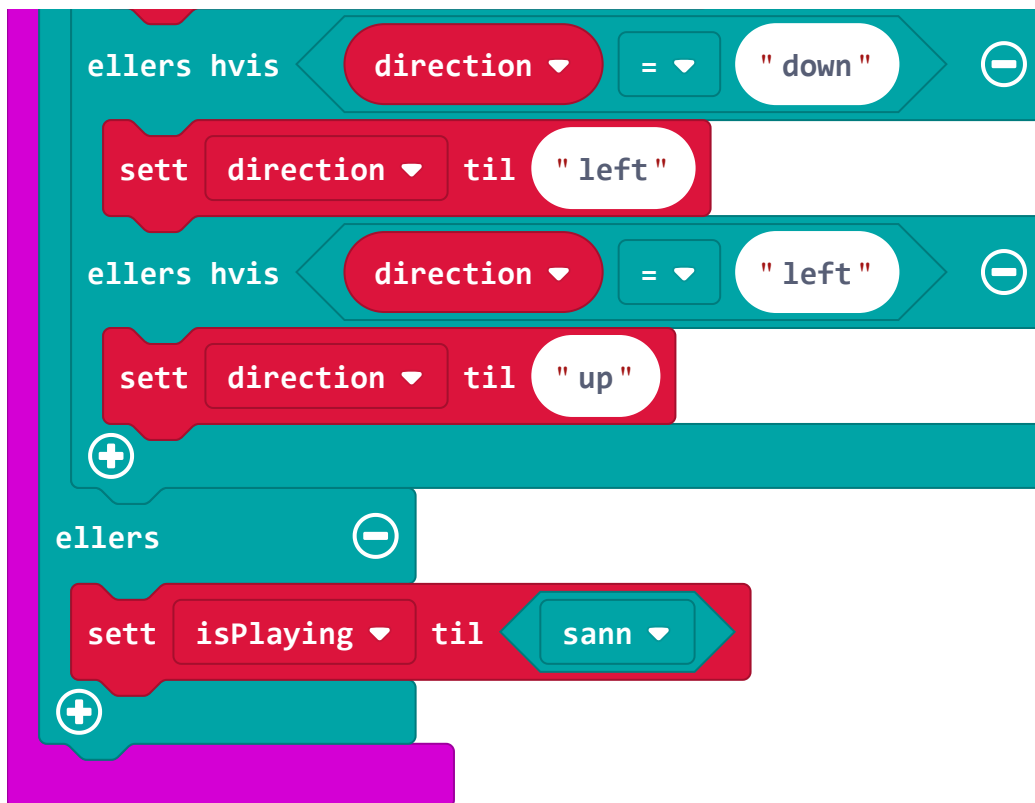 ellers hvis direction = "down"
sett direction til "left"
ellers hvis direction = "left"
sett direction til "up"
ellers
sett isPlaying til sann